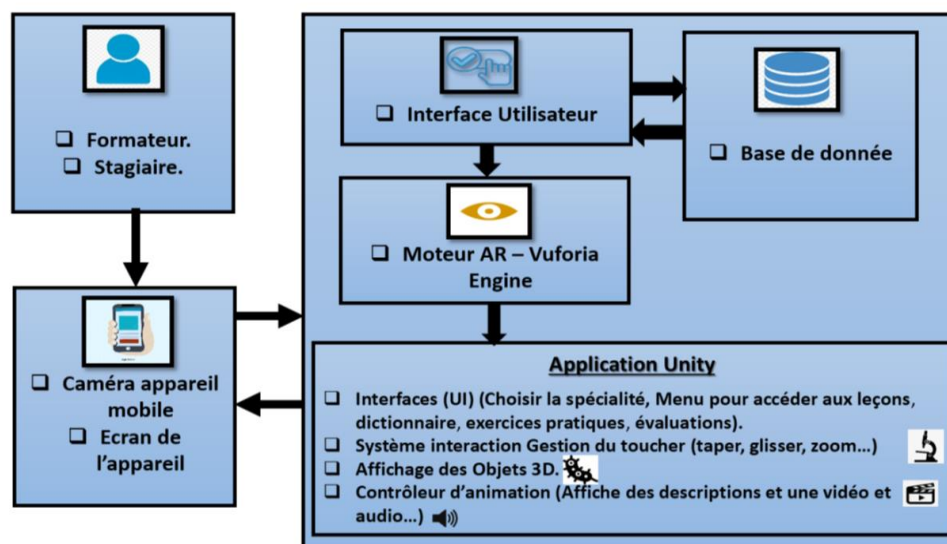 Formateur.
Stagiaire.
Caméra appareil
mobile
Ecran de
l'appareil
Interface Utilisateur
Base de donnée
Moteur AR – Vuforia
Engine
Application Unity
Interfaces (UI) (Choisir la spécialité, Menu pour accéder aux leçons,
dictionnaire, exercices pratiques, évaluations).
Système interaction Gestion du toucher (taper, glisser, zoom…)
Affichage des Objets 3D.
Contrôleur d'animation (Affiche des descriptions et une vidéo et
audio…)